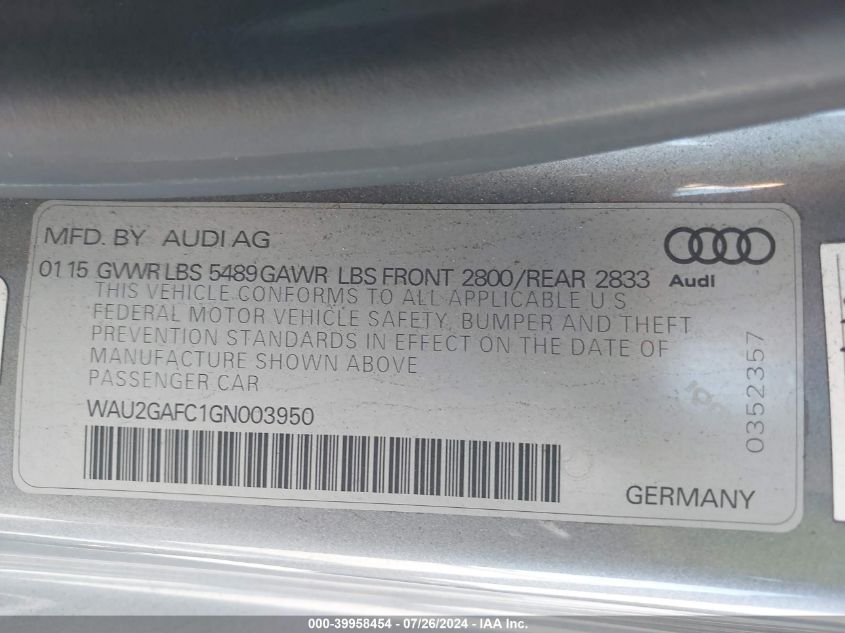 MFD. BY AUDI AG
01 15 GVWR LBS 5489 GAWR LBS FRONT 2800/REAR 2833
Audi
THIS VEHICLE CONFORMS TO ALL APPLICABLE U S
FEDERAL MOTOR VEHICLE SAFETY, BUMPER AND THEFT
PREVENTION STANDARDS IN EFFECT ON THE DATE OF
MANUFACTURE SHOWN ABOVE
PASSENGER CAR
WAU2GAFC1GN003950
0352357
GERMANY
000-39958454 - 07/26/2024 - IAA Inc.